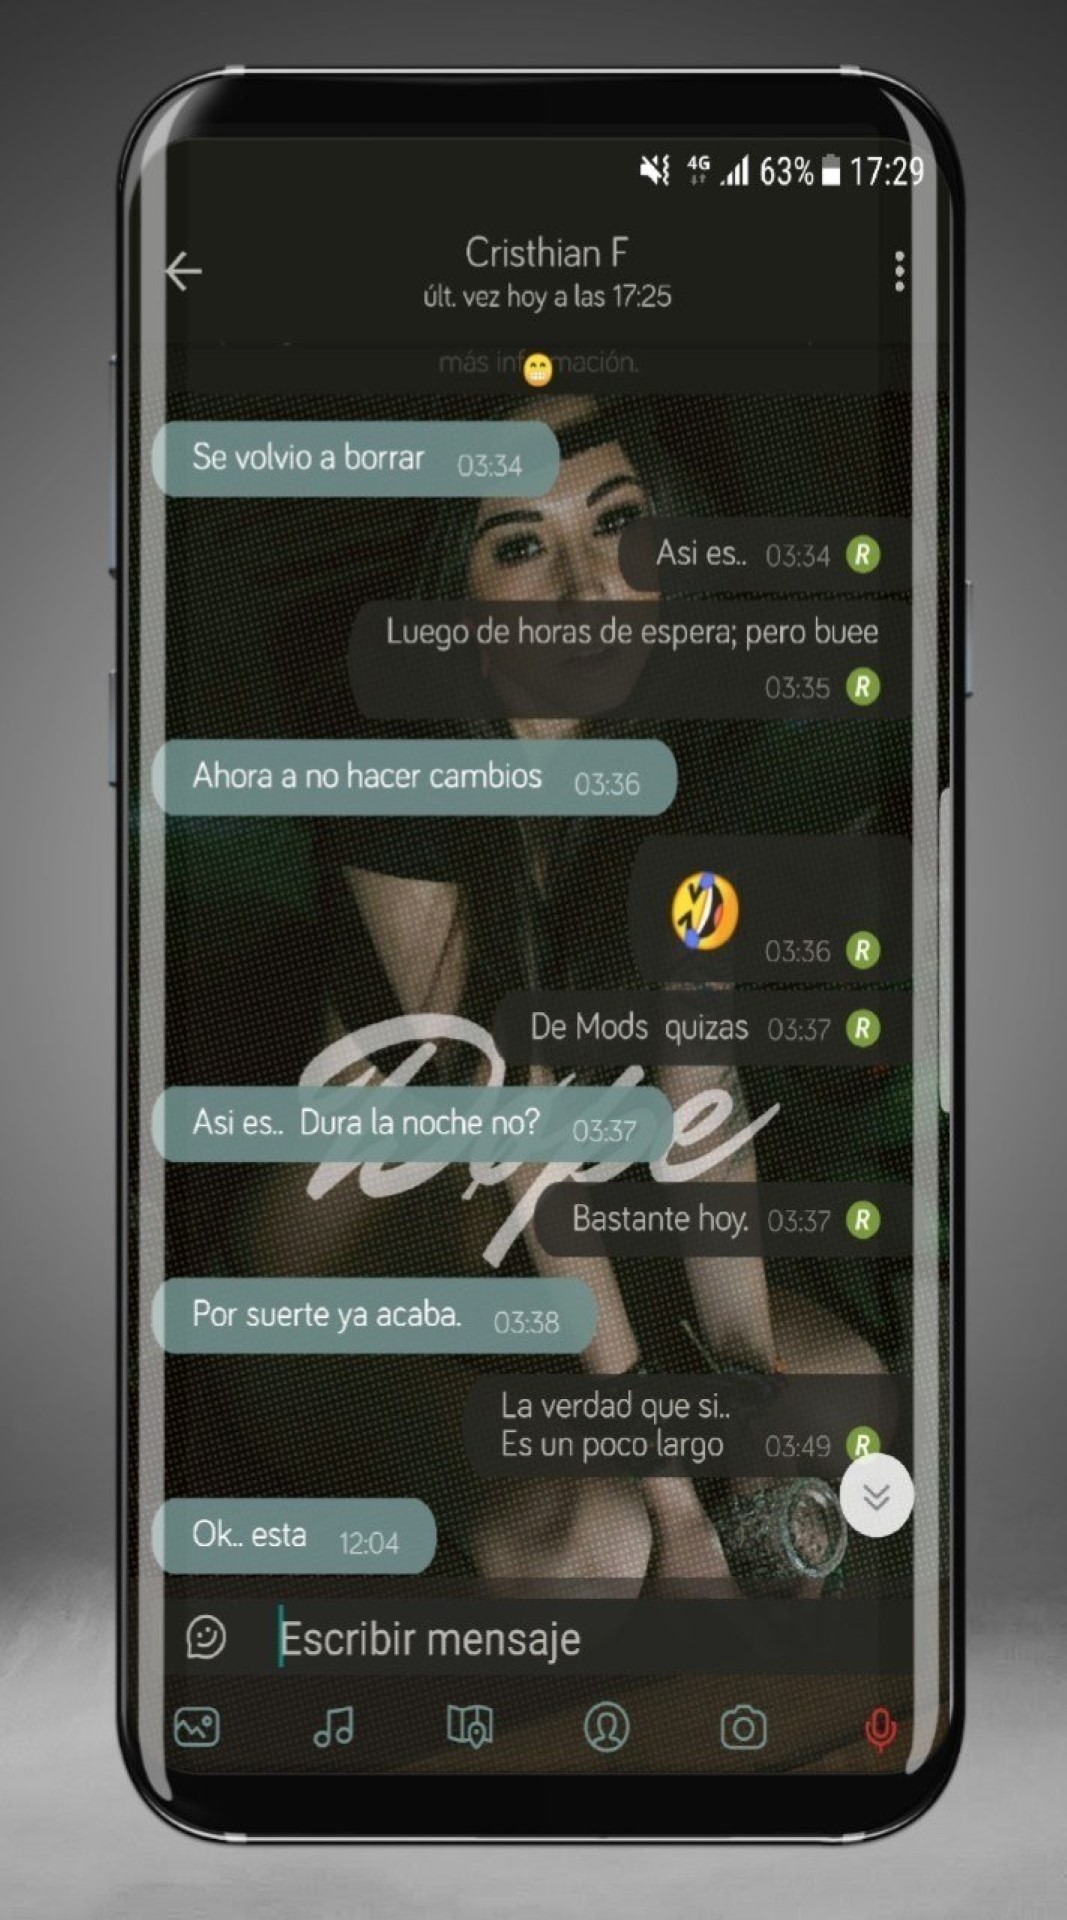 4G 63% 17:29
Cristhian F
últ. vez hoy a las 17:25
más información.
Se volvio a borrar 03:34
Asi es.. 03:34 R
Luego de horas de espera; pero buee
03:35 R
Ahora a no hacer cambios 03:36
03:36 R
De Mods quizas 03:37 R
Dope
Asi es.. Dura la noche no? 03:37
Bastante hoy. 03:37 R
Por suerte ya acaba. 03:38
La verdad que si..
Es un poco largo 03:49 R
Ok.. esta 12:04
Escribir mensaje